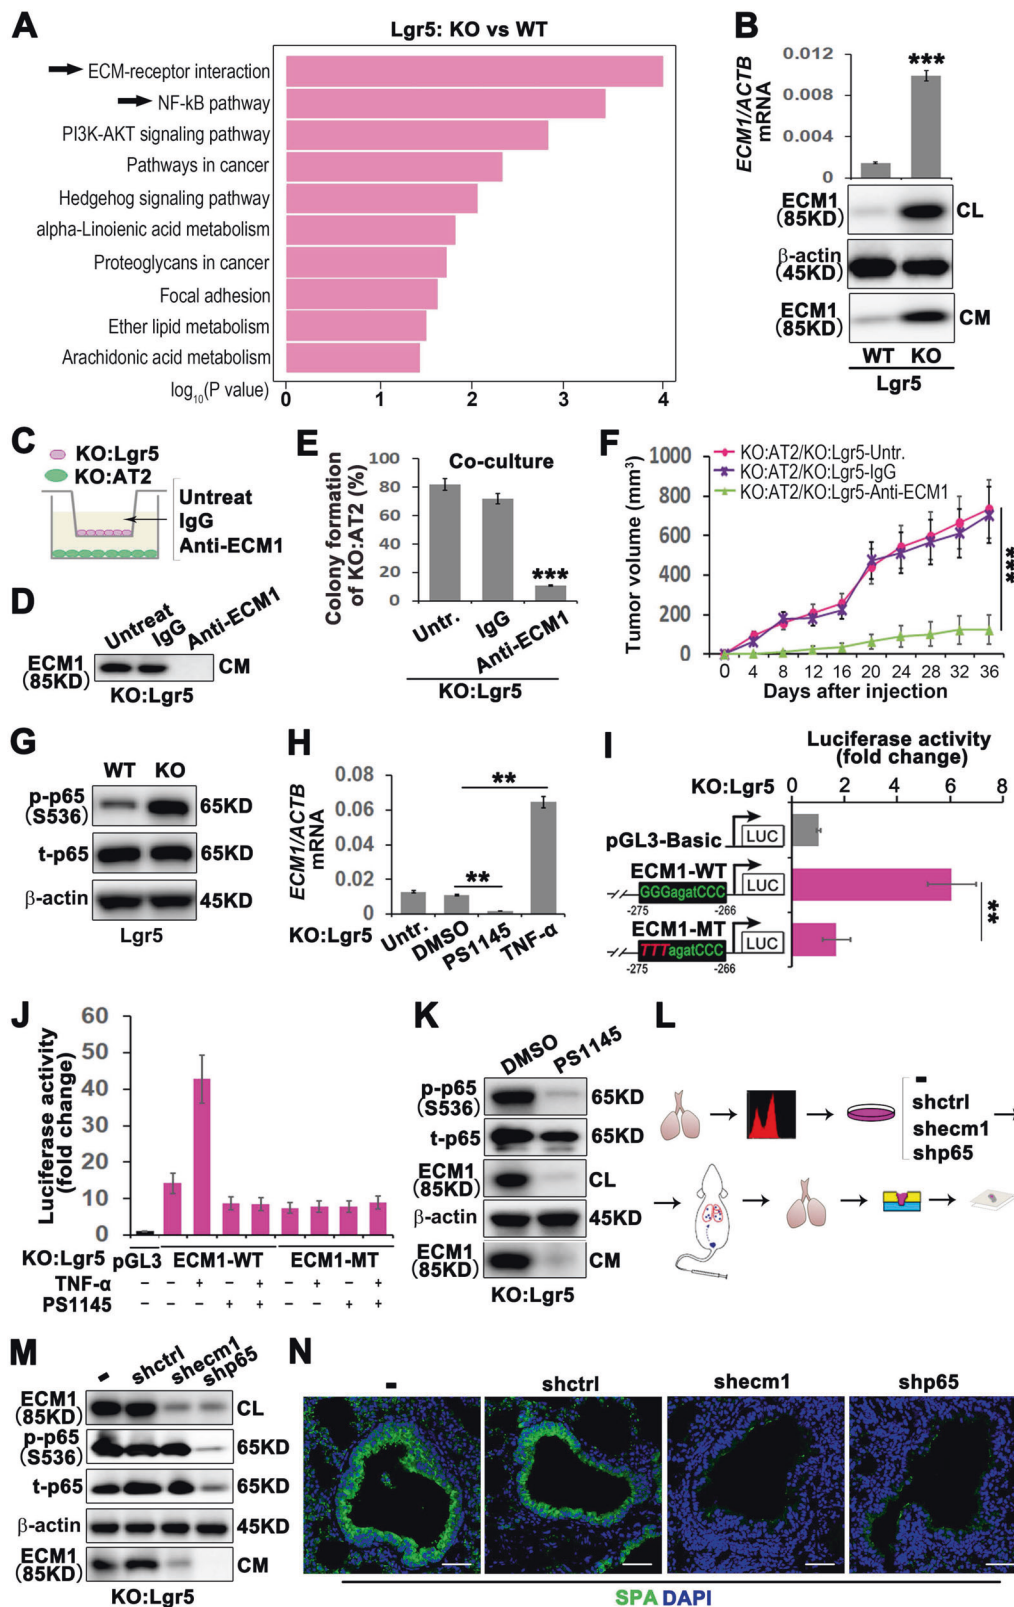 A
Lgr5: KO vs WT
ECM-receptor interaction
NF-kB pathway
PI3K-AKT signaling pathway
Pathways in cancer
Hedgehog signaling pathway
alpha-Linoienic acid metabolism
Proteoglycans in cancer
Focal adhesion
Ether lipid metabolism
Arachidonic acid metabolism
log10(P value)
0 1 2 3 4
B
ECM1/ACTB
mRNA
0.012
0.008
0.004
0
***
ECM1
(85KD)
CL
β-actin
(45KD)
ECM1
(85KD)
CM
WT KO
Lgr5
C
KO:Lgr5
KO:AT2
Untreat
IgG
Anti-ECM1
D
Untreat
IgG
Anti-ECM1
ECM1
(85KD)
CM
KO:Lgr5
E
Colony formation
of KO:AT2 (%)
Co-culture
100
80
60
40
20
0
***
Untr.
IgG
Anti-ECM1
KO:Lgr5
F
Tumor volume (mm3)
1000
800
600
400
200
0
KO:AT2/KO:Lgr5-Untr.
KO:AT2/KO:Lgr5-IgG
KO:AT2/KO:Lgr5-Anti-ECM1
***
0 4 8 12 16 20 24 28 32 36
Days after injection
G
WT KO
p-p65
(S536)
65KD
t-p65
65KD
β-actin
45KD
Lgr5
H
ECM1/ACTB
mRNA
0.08
0.06
0.04
0.02
0
**
**
KO:Lgr5
Untr.
DMSO
PS1145
TNF-α
I
Luciferase activity
(fold change)
KO:Lgr5
0 2 4 6 8
pGL3-Basic
LUC
ECM1-WT
GGGagatCCC
LUC
-275 -266
ECM1-MT
TTTagatCCC
LUC
-275 -266
**
J
Luciferase activity
(fold change)
60
50
40
30
20
10
0
KO:Lgr5 pGL3 ECM1-WT ECM1-MT
TNF-α − − + − + − + − +
PS1145 − − − + + − − + +
K
DMSO
PS1145
p-p65
(S536)
65KD
t-p65
65KD
ECM1
(85KD)
CL
β-actin
45KD
ECM1
(85KD)
CM
KO:Lgr5
L
-
shctrl
shecm1
shp65
M
-
shctrl
shecm1
shp65
ECM1
(85KD)
CL
p-p65
(S536)
65KD
t-p65
65KD
β-actin
45KD
ECM1
(85KD)
CM
KO:Lgr5
N
- shctrl shecm1 shp65
SPA DAPI